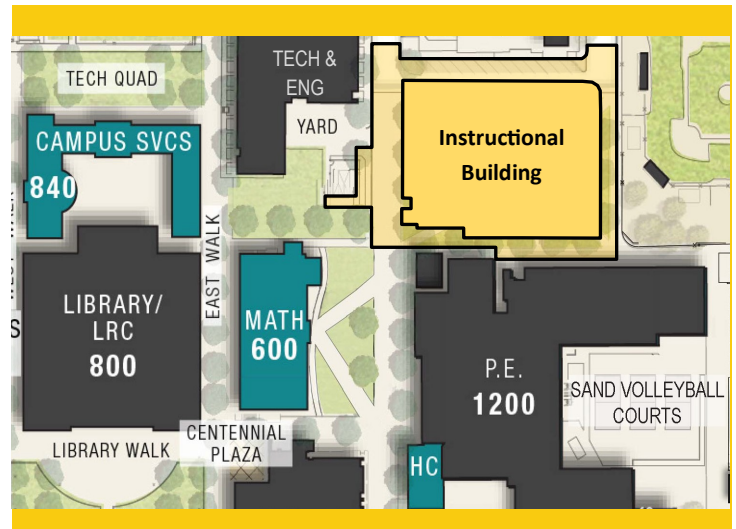 TECH QUAD
TECH &
ENG
YARD
Instructional
Building
CAMPUS SVCS
840
EAST WALK
LIBRARY/
LRC
800
MATH
600
P.E.
1200
SAND VOLLEYBALL
COURTS
CENTENNIAL
PLAZA
LIBRARY WALK
HC